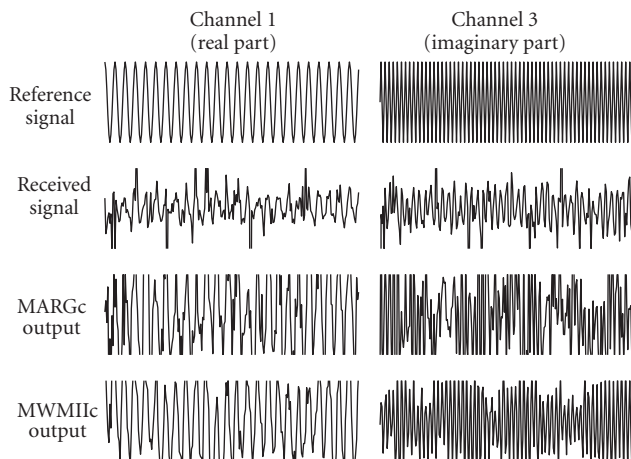 Channel 1
(real part)
Channel 3
(imaginary part)
Reference
signal
Received
signal
MARGc
output
MWMIIc
output